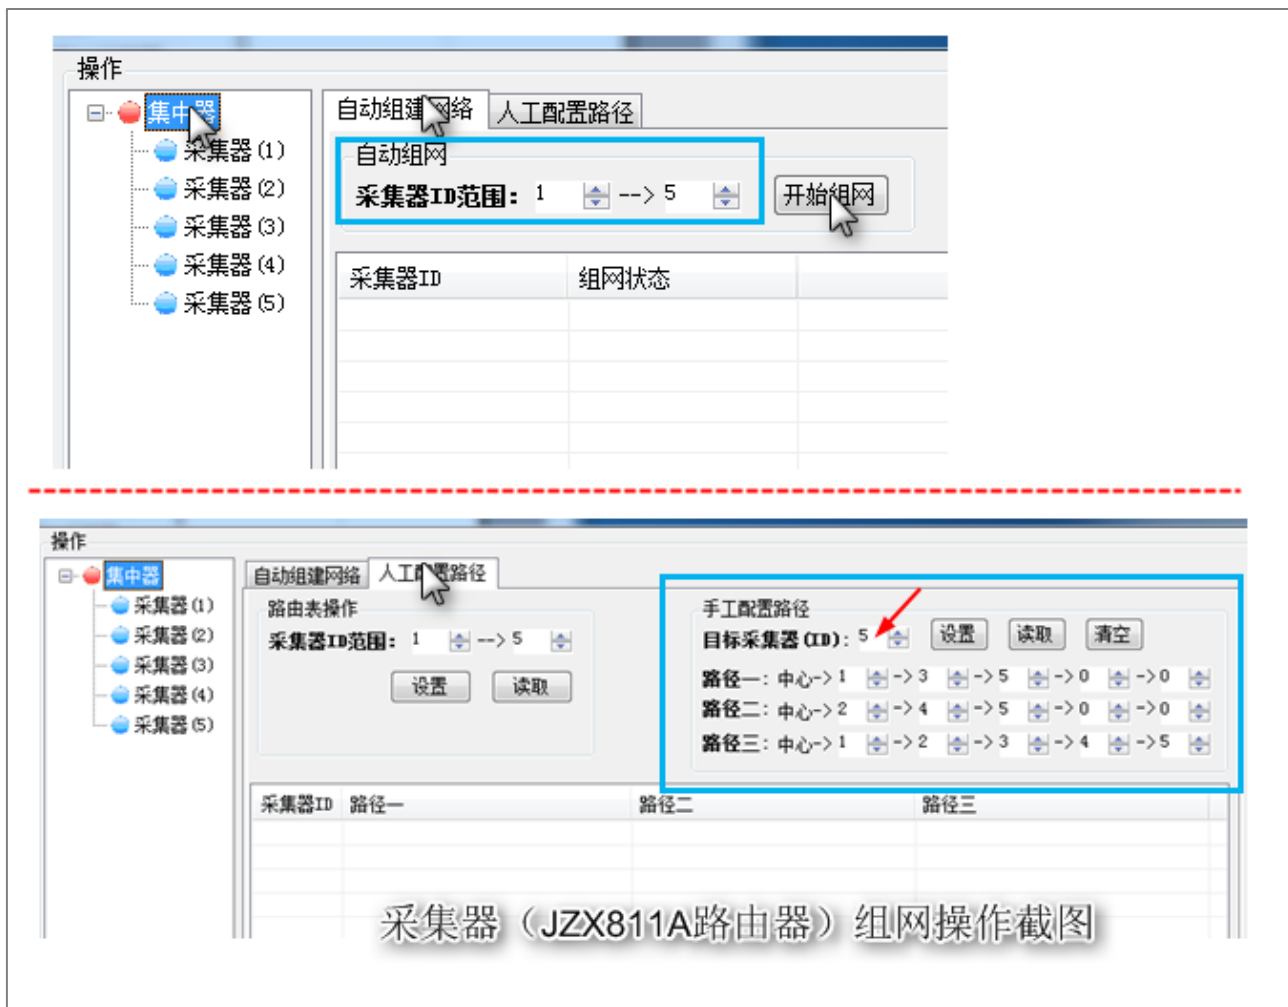 操作
集中器
采集器(1)
采集器(2)
采集器(3)
采集器(4)
采集器(5)
自动组建网络 人工配置路径
自动组网
采集器ID范围: 1 --> 5 开始组网
采集器ID 组网状态
操作
集中器
采集器(1)
采集器(2)
采集器(3)
采集器(4)
采集器(5)
自动组建网络 人工配置路径
路由表操作
采集器ID范围: 1 --> 5
设置 读取
手工配置路径
目标采集器(ID): 5 设置 读取 清空
路径一: 中心-> 1 -> 3 -> 5 -> 0 -> 0
路径二: 中心-> 2 -> 4 -> 5 -> 0 -> 0
路径三: 中心-> 1 -> 2 -> 3 -> 4 -> 5
采集器ID 路径一 路径二 路径三
采集器（JZX811A路由器）组网操作截图